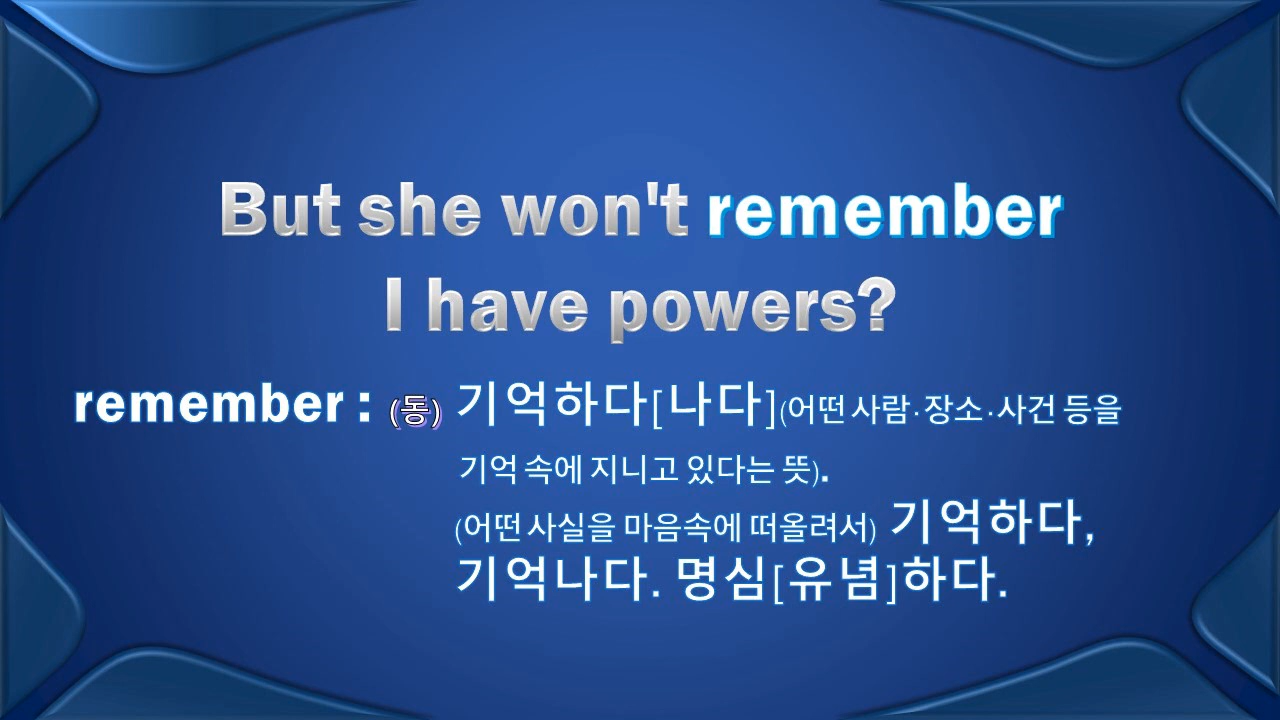 But she won't remember
I have powers?
remember : (동) 기억하다[나다](어떤 사람·장소·사건 등을
기억 속에 지니고 있다는 뜻).
(어떤 사실을 마음속에 떠올려서) 기억하다,
기억나다. 명심[유념]하다.